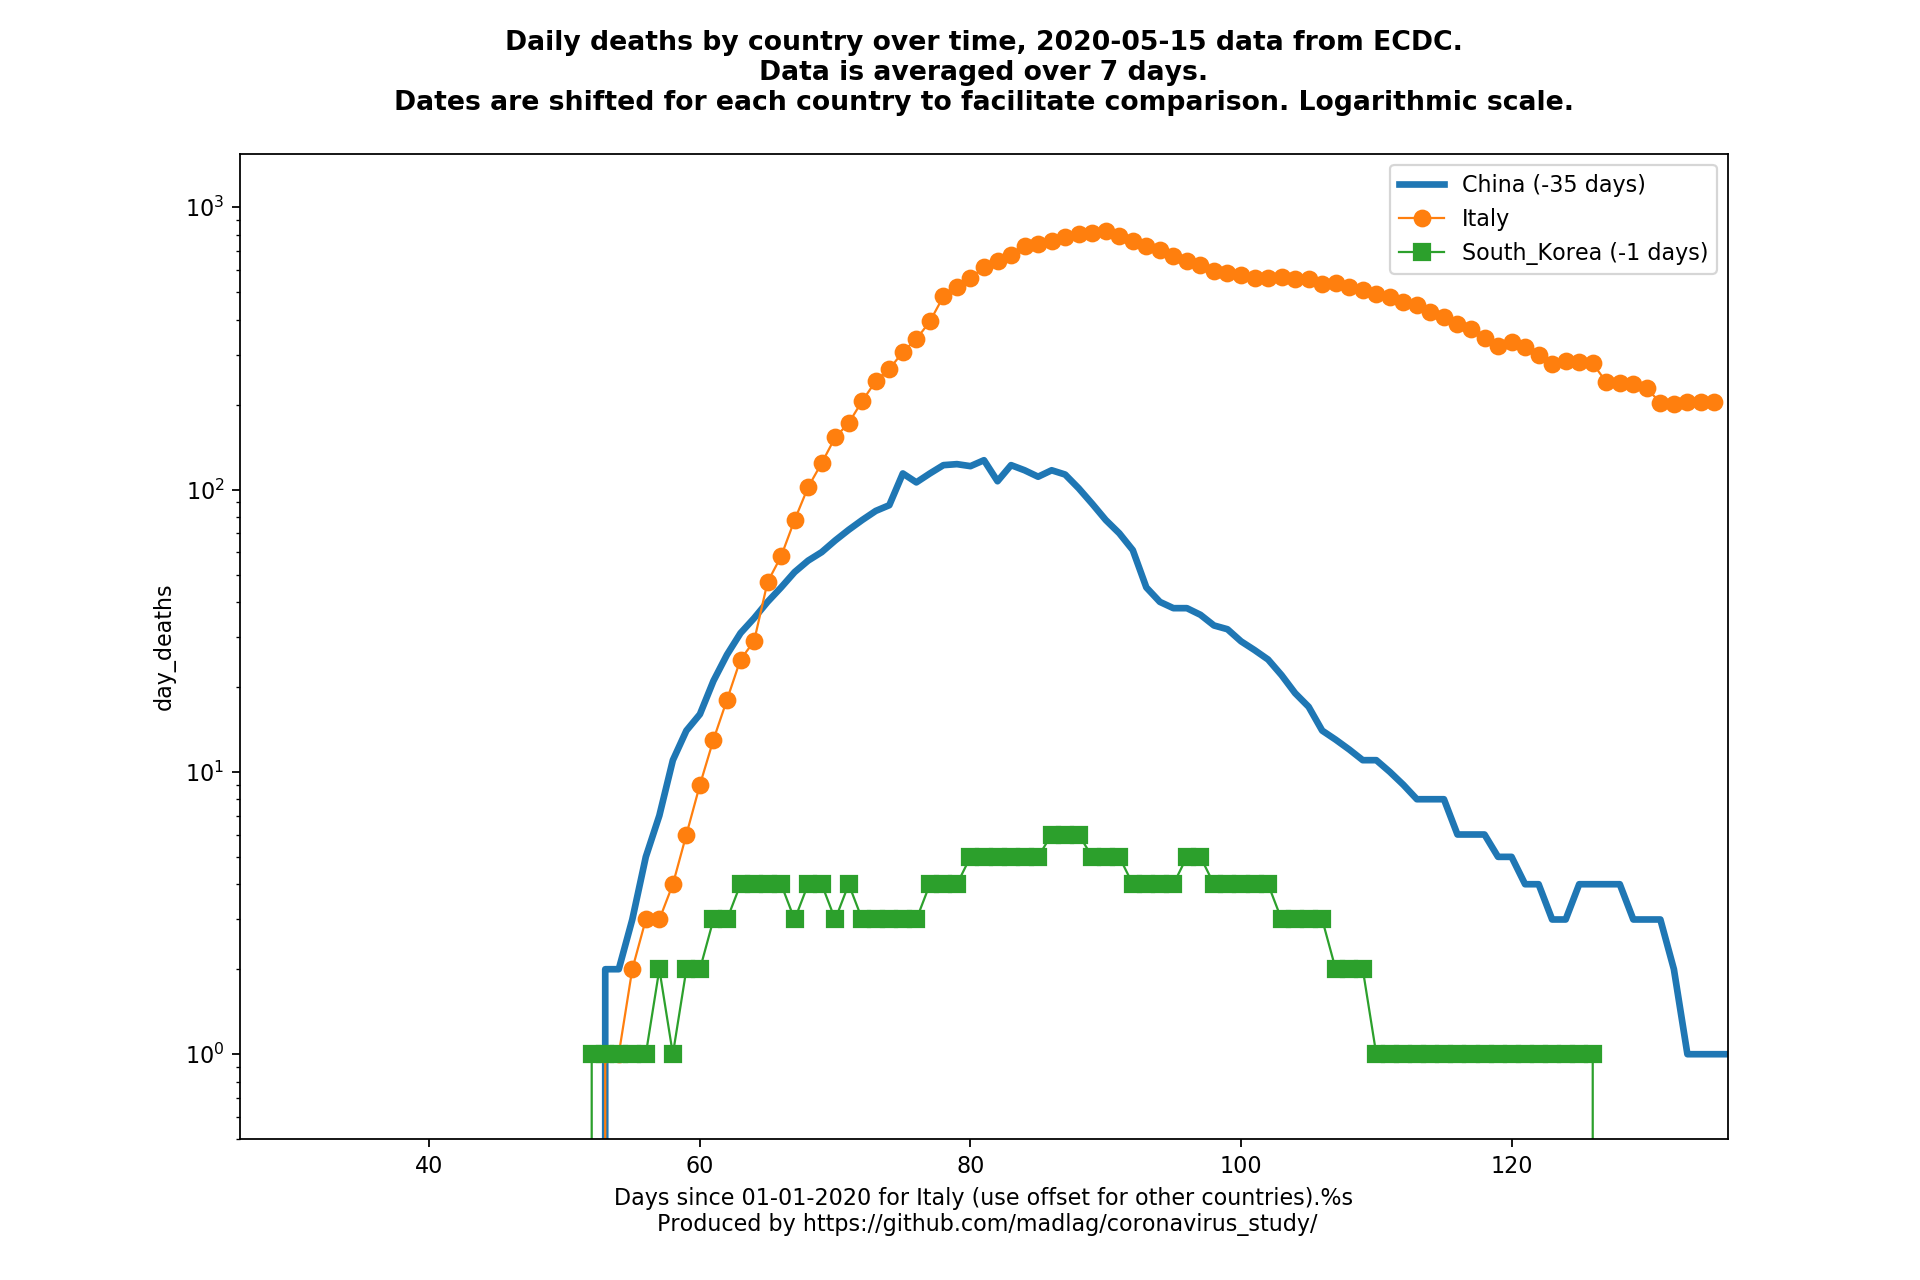 Daily deaths by country over time, 2020-05-15 data from ECDC.
Data is averaged over 7 days.
Dates are shifted for each country to facilitate comparison. Logarithmic scale.
China (-35 days)
Italy
South_Korea (-1 days)
10³
10²
10¹
10⁰
day_deaths
40 60 80 100 120
Days since 01-01-2020 for Italy (use offset for other countries).%s
Produced by https://github.com/madlag/coronavirus_study/